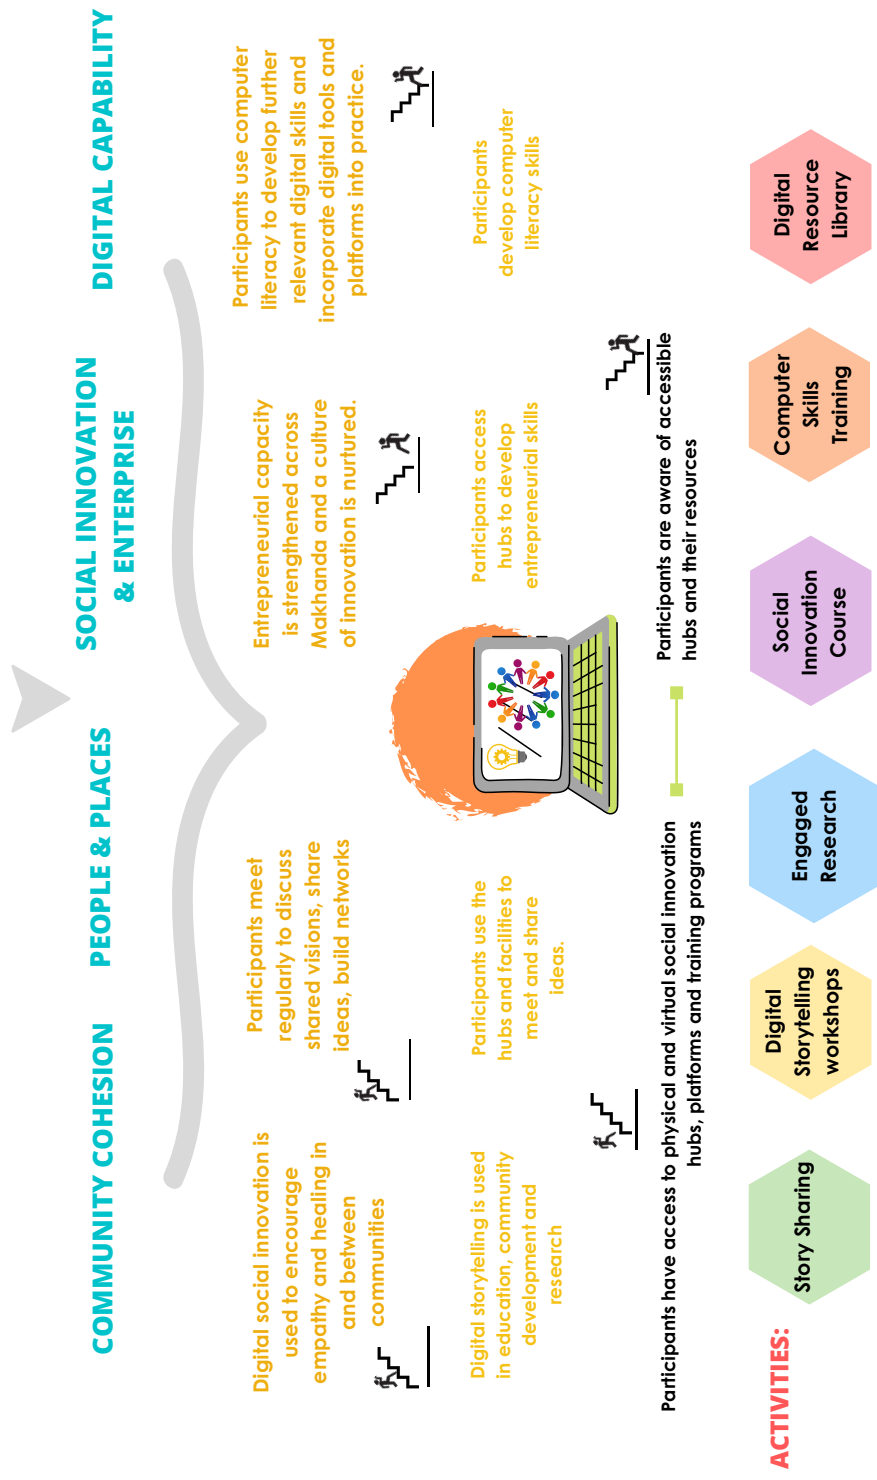 COMMUNITY COHESION
PEOPLE & PLACES
SOCIAL INNOVATION
& ENTERPRISE
DIGITAL CAPABILITY
Digital social innovation is
used to encourage
empathy and healing in
and between
communities
Participants meet
regularly to discuss
shared visions, share
ideas, build networks
Entrepreneurial capacity
is strengthened across
Makhanda and a culture
of innovation is nurtured.
Participants use computer
literacy to develop further
relevant digital skills and
incorporate digital tools and
platforms into practice.
Digital storytelling is used
in education, community
development and
research
Participants use the
hubs and facilities to
meet and share
ideas.
Participants access
hubs to develop
entrepreneurial skills
Participants
develop computer
literacy skills
Participants have access to physical and virtual social innovation
hubs, platforms and training programs
Participants are aware of accessible
hubs and their resources
ACTIVITIES:
Story Sharing
Digital
Storytelling
workshops
Engaged
Research
Social
Innovation
Course
Computer
Skills
Training
Digital
Resource
Library